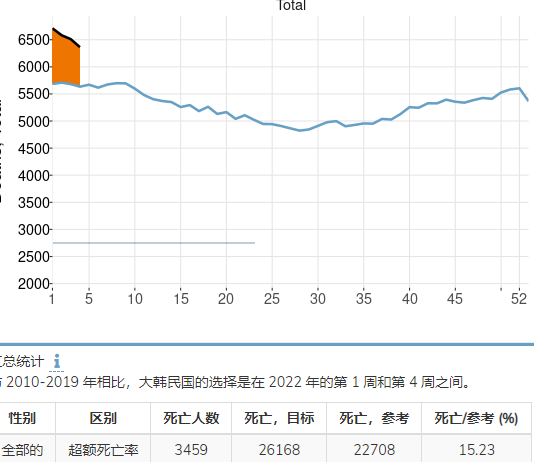 Total
6500
6000
5500
5000
4500
4000
3500
3000
2500
2000
1 5 10 15 20 25 30 35 40 45 52
总统计
2010-2019 年相比，大韩民国的选择是在 2022 年的第 1 周和第 4 周之间。
性别 区别 死亡人数 死亡，目标 死亡，参考 死亡/参考 (%)
全部的 超额死亡率 3459 26168 22708 15.23